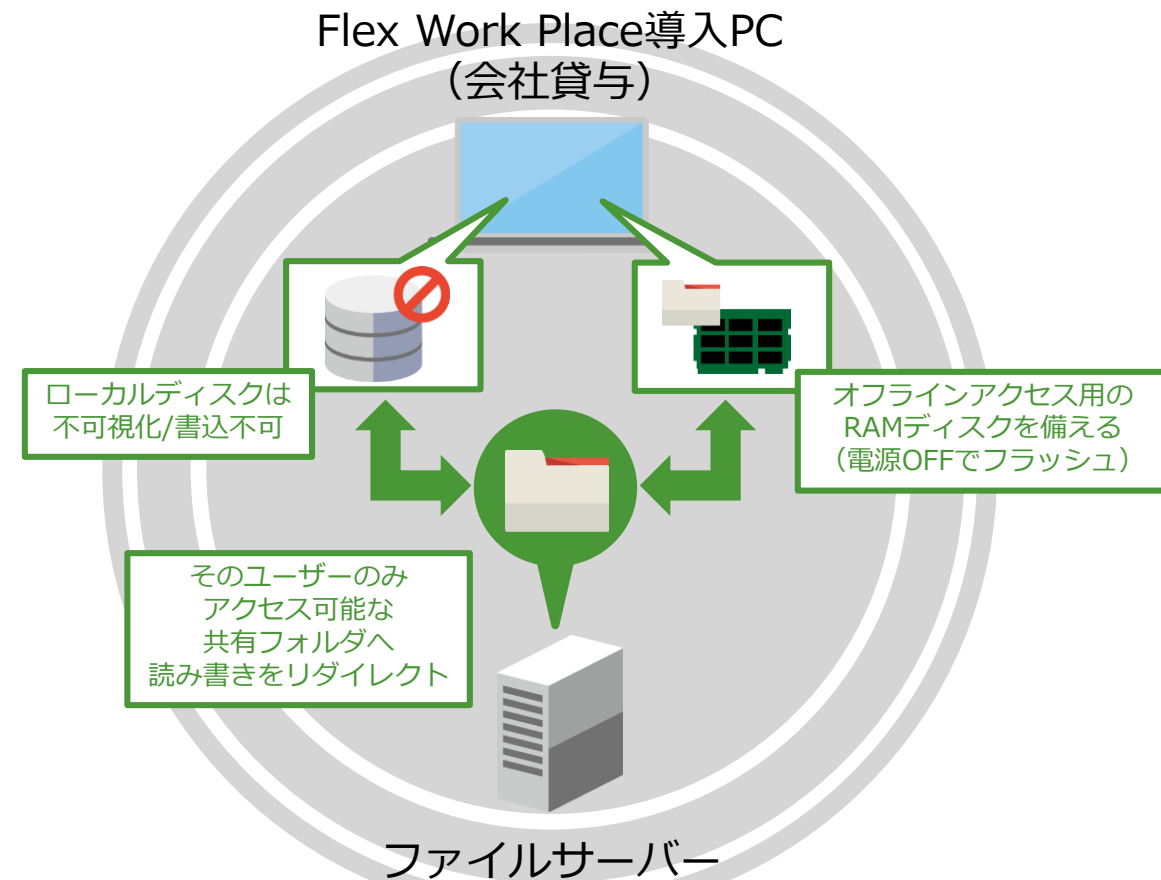 Flex Work Place導入PC
（会社貸与）
ローカルディスクは
不可視化/書込不可
オフラインアクセス用の
RAMディスクを備える
（電源OFFでフラッシュ）
そのユーザーのみ
アクセス可能な
共有フォルダへ
読み書きをリダイレクト
ファイルサーバー